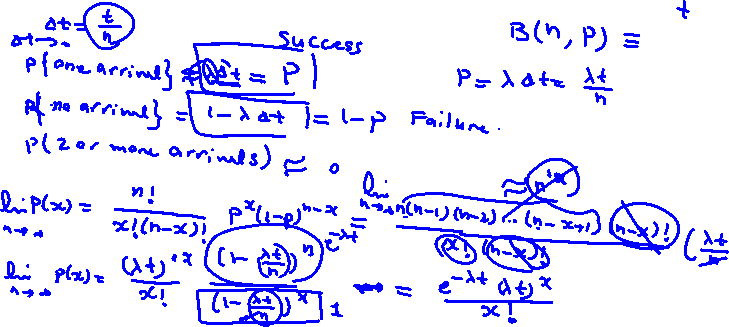 t
Δt = t/n
Δt→0
Success
B(n, p) ≡
P{one arrival} = λΔt = P
P = λΔt = λt/n
P{no arrival} = 1 - λΔt = 1-p Failure.
P(2 or more arrivals) ≈ 0
lim n→∞ P(x) = n!/x!(n-x)! p^x(1-p)^{n-x} = lim n→∞ n(n-1)(n-2)...(n-x+1) (n-x)! / x! (n-x)! (λt/n
≈ n^x
lim n→∞ P(x) = (λt)^x/x! (1 - λt/n)^n / (1 - λt/n)^x e^{-λt} 1 = e^{-λt} (λt)^x / x!